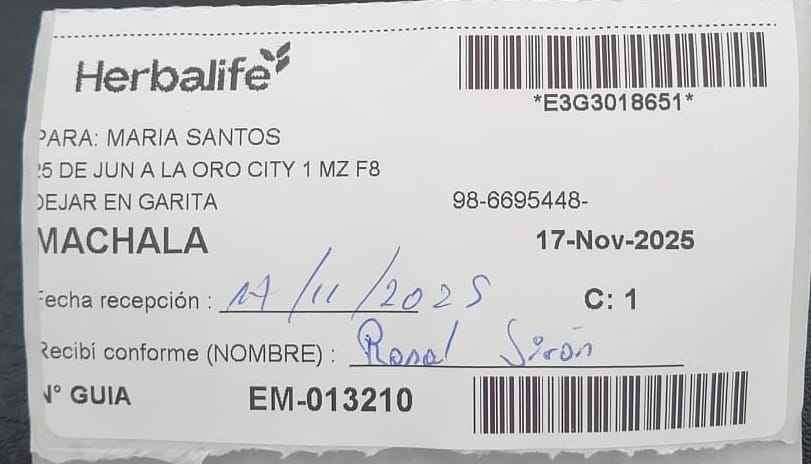 Herbalife
*E3G3018651*
PARA: MARIA SANTOS
25 DE JUN A LA ORO CITY 1 MZ F8
DEJAR EN GARITA 98-6695448-
MACHALA 17-Nov-2025
Fecha recepción : 17/11/2025 C: 1
Recibí conforme (NOMBRE) :
N° GUIA EM-013210